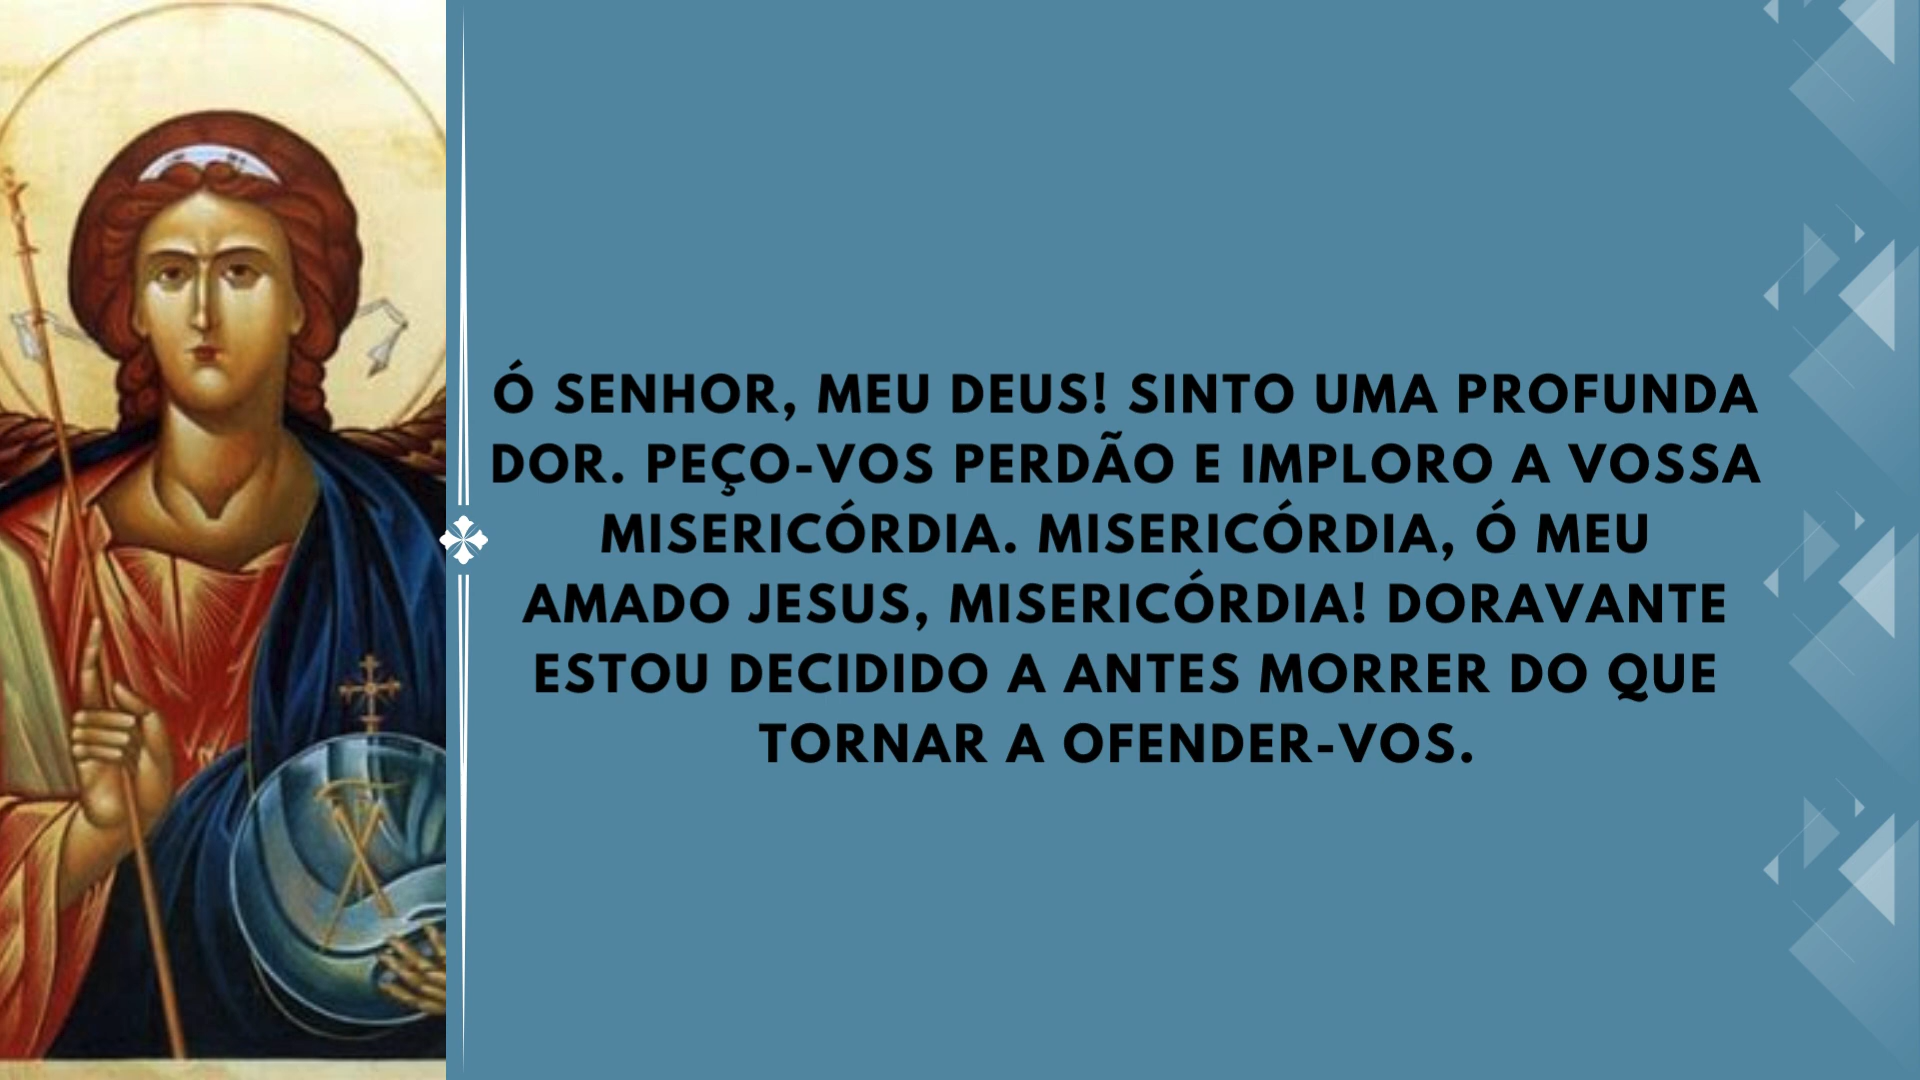 Ó SENHOR, MEU DEUS! SINTO UMA PROFUNDA
DOR. PEÇO-VOS PERDÃO E IMPLORO A VOSSA
MISERICÓRDIA. MISERICÓRDIA, Ó MEU
AMADO JESUS, MISERICÓRDIA! DORAVANTE
ESTOU DECIDIDO A ANTES MORRER DO QUE
TORNAR A OFENDER-VOS.